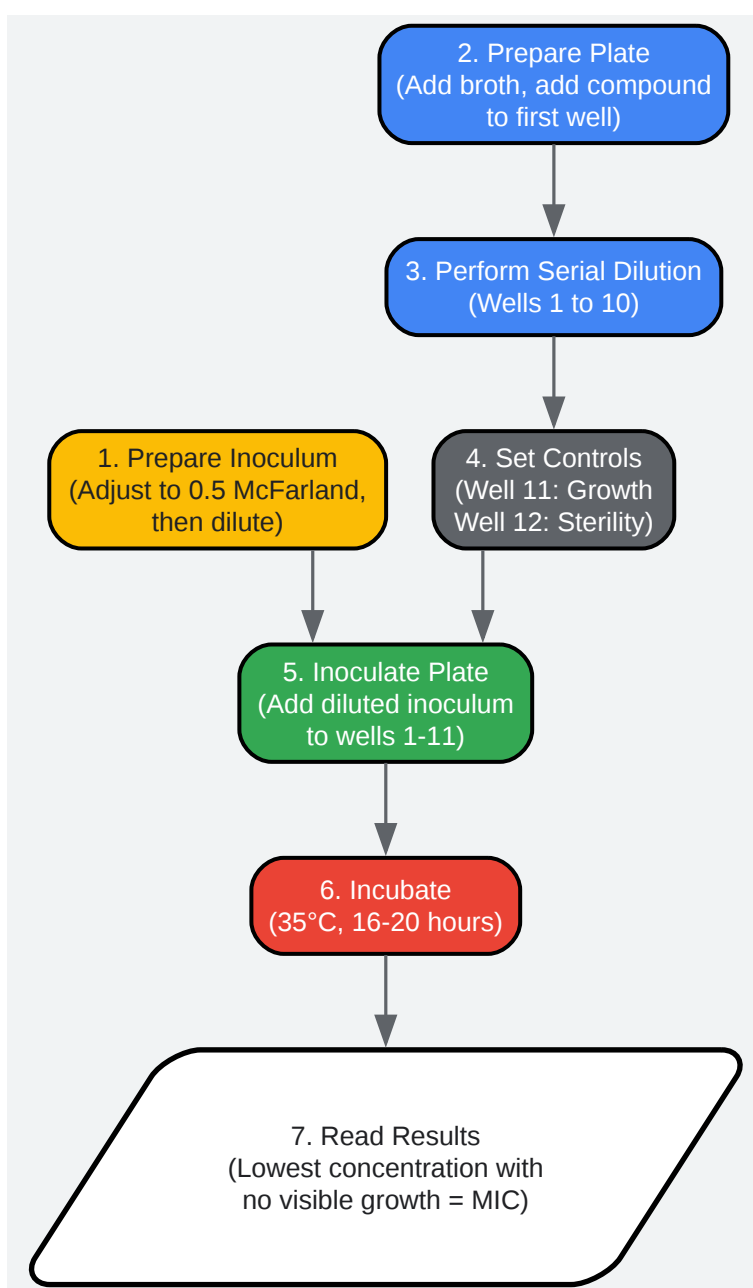 2. Prepare Plate
(Add broth, add compound
to first well)
3. Perform Serial Dilution
(Wells 1 to 10)
1. Prepare Inoculum
(Adjust to 0.5 McFarland,
then dilute)
4. Set Controls
(Well 11: Growth
Well 12: Sterility)
5. Inoculate Plate
(Add diluted inoculum
to wells 1-11)
6. Incubate
(35°C, 16-20 hours)
7. Read Results
(Lowest concentration with
no visible growth = MIC)